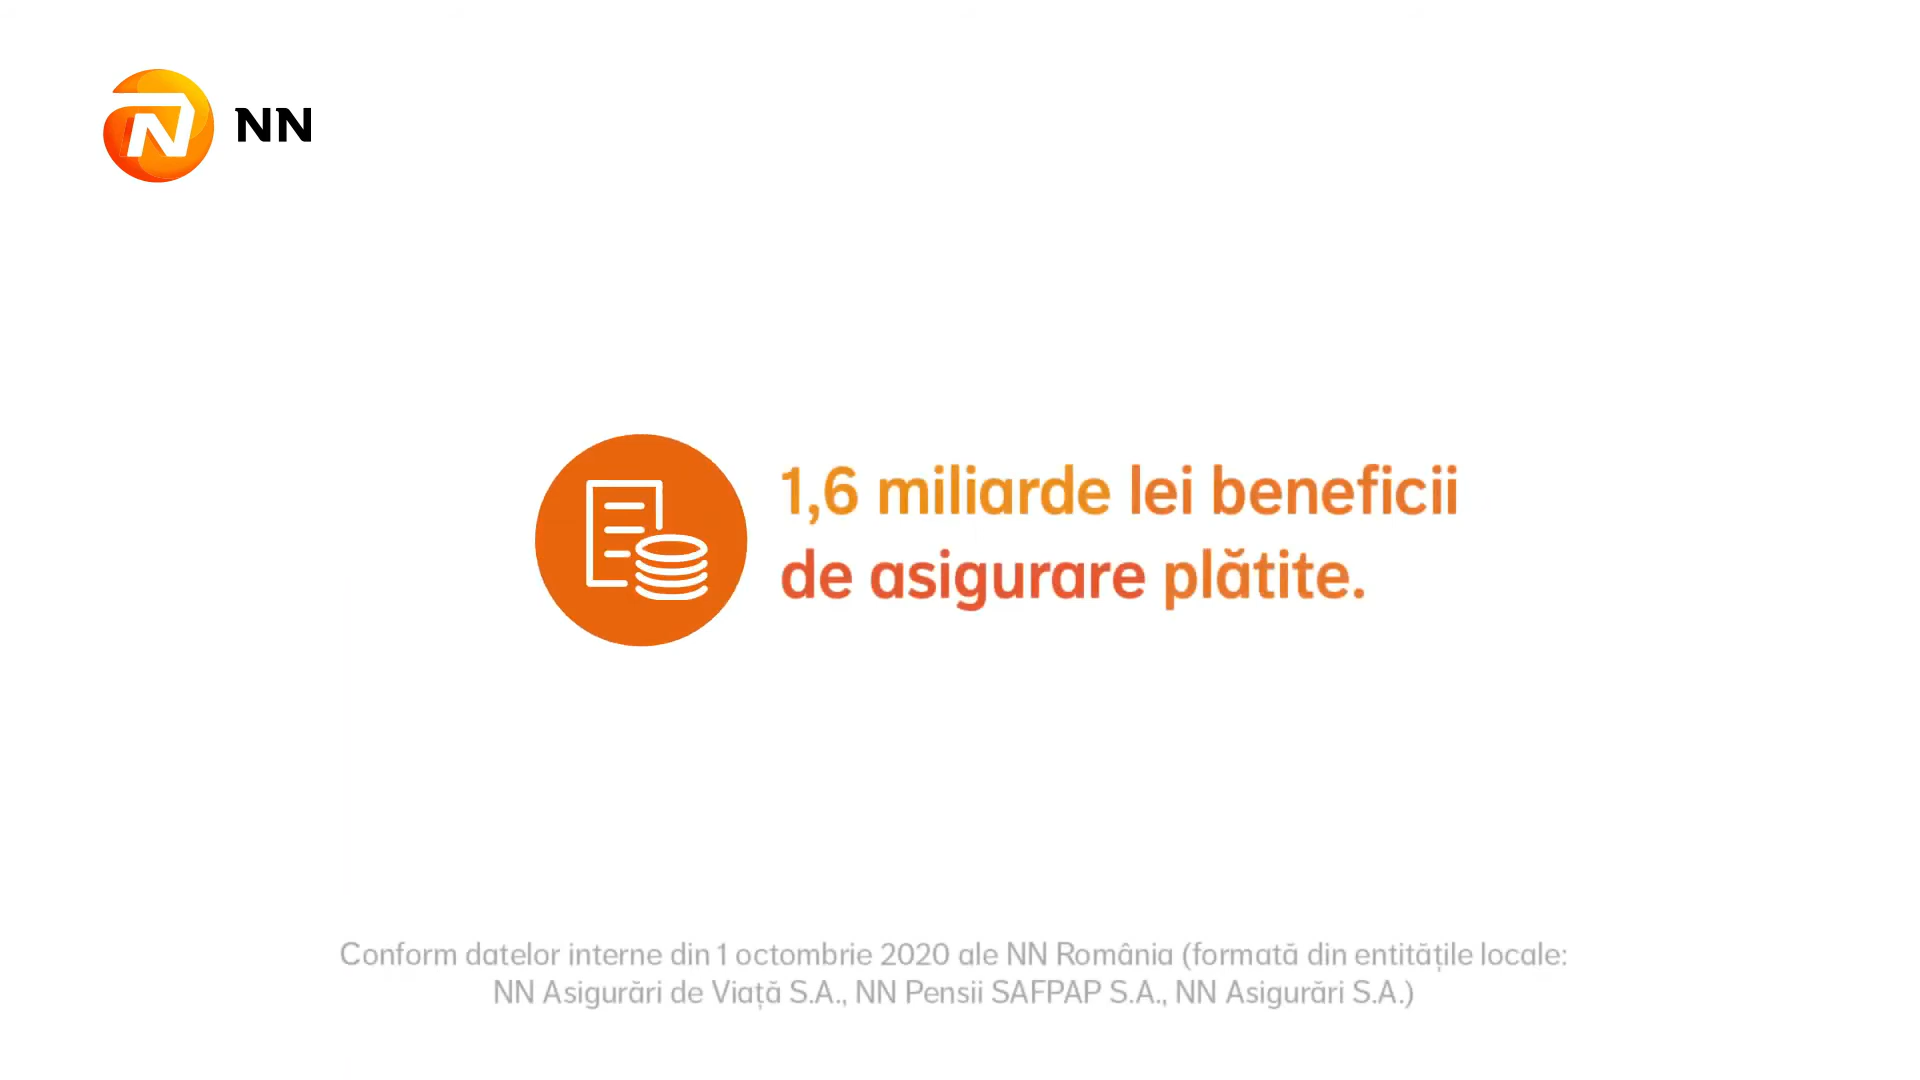 NN
1,6 miliarde lei beneficii
de asigurare plătite.
Conform datelor interne din 1 octombrie 2020 ale NN România (formată din entitățile locale:
NN Asigurări de Viață S.A., NN Pensii SAFPAP S.A., NN Asigurări S.A.)